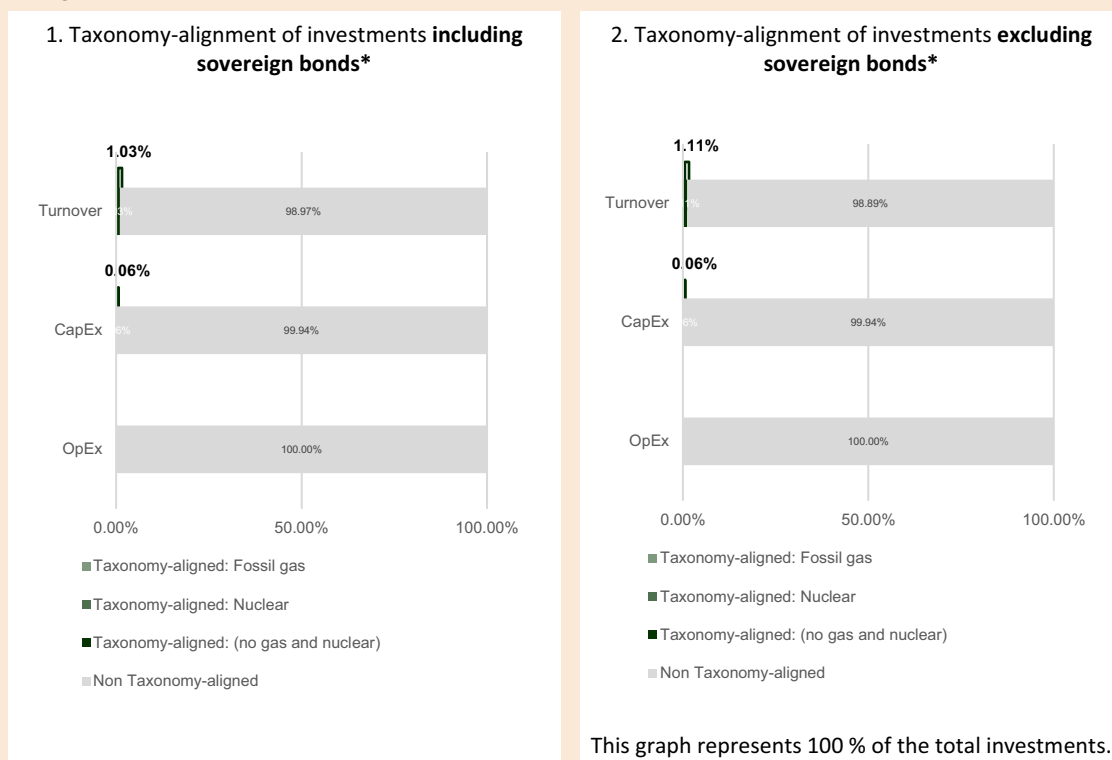 1. Taxonomy-alignment of investments including
sovereign bonds*
1.03%
Turnover
98.97%
0.06%
CapEx
6%
99.94%
OpEx
100.00%
0.00%
50.00%
100.00%
Taxonomy-aligned: Fossil gas
Taxonomy-aligned: Nuclear
Taxonomy-aligned: (no gas and nuclear)
Non Taxonomy-aligned
2. Taxonomy-alignment of investments excluding
sovereign bonds*
1.11%
Turnover
1%
98.89%
0.06%
CapEx
6%
99.94%
OpEx
100.00%
0.00%
50.00%
100.00%
Taxonomy-aligned: Fossil gas
Taxonomy-aligned: Nuclear
Taxonomy-aligned: (no gas and nuclear)
Non Taxonomy-aligned
This graph represents 100 % of the total investments.